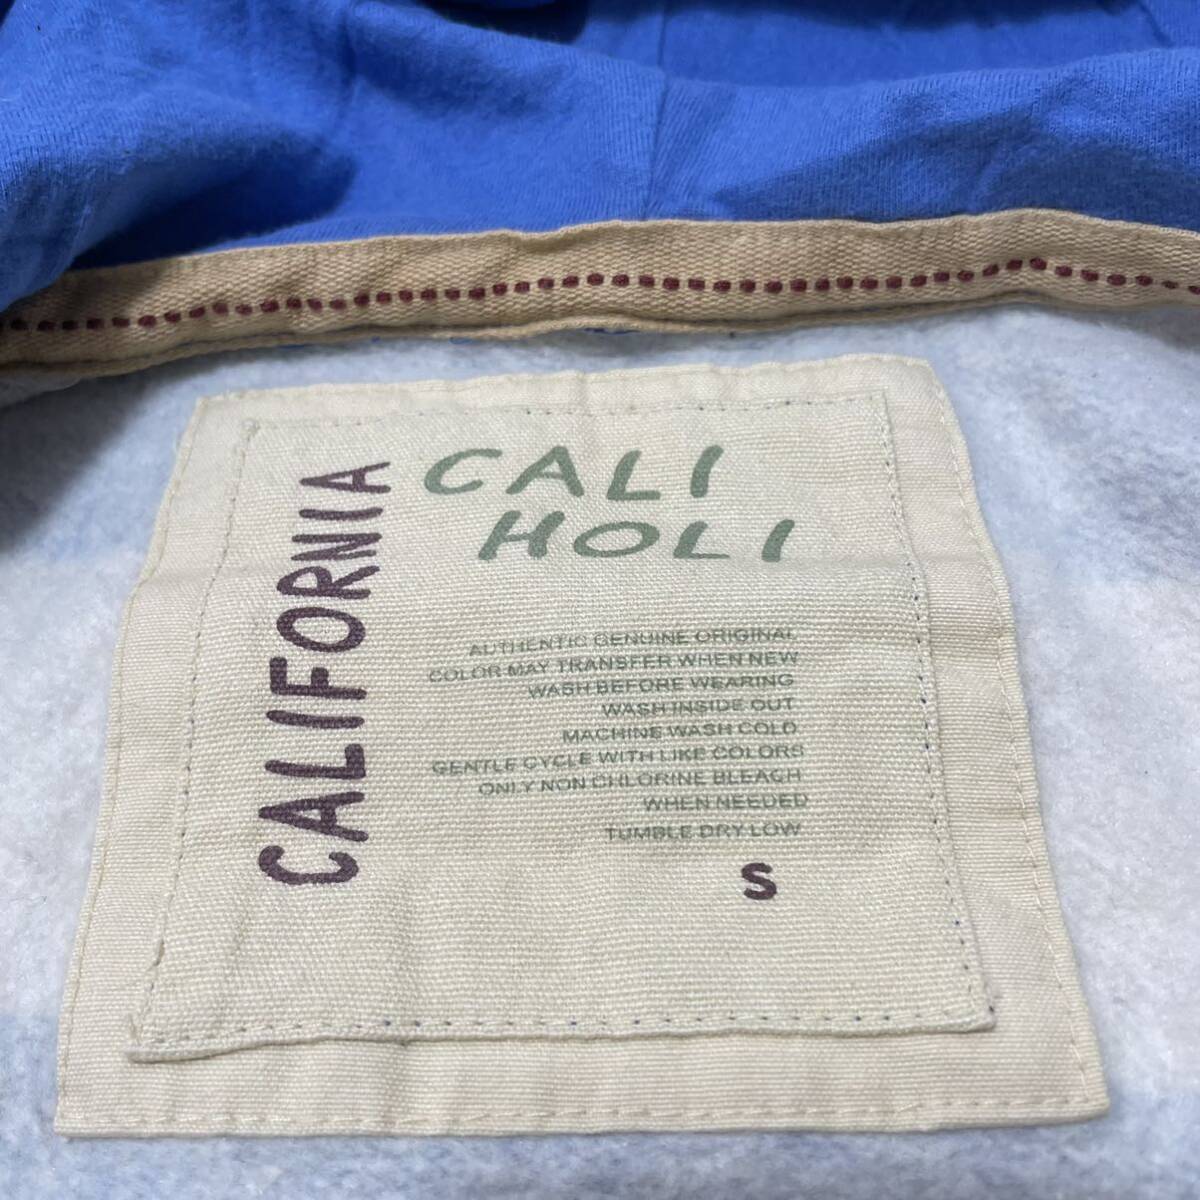 CALIFORNIA
CALI
HOLI
AUTHENTIC GENUINE ORIGINAL
COLOR MAY TRANSFER WHEN NEW
WASH BEFORE WEARING
WASH INSIDE OUT
MACHINE WASH COLD
GENTLE CYCLE WITH LIKE COLORS
ONLY NON CHLORINE BLEACH
WHEN NEEDED
TUMBLE DRY LOW
S